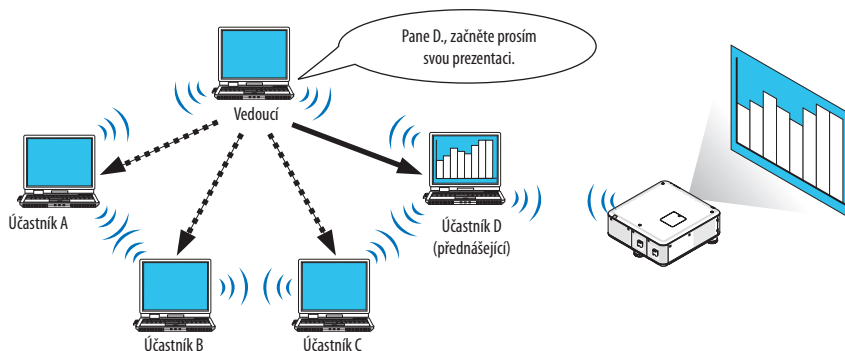 Pane D., začněte prosím
svou prezentaci.
Vedoucí
Účastník A
Účastník D
(přednášející)
Účastník B
Účastník C